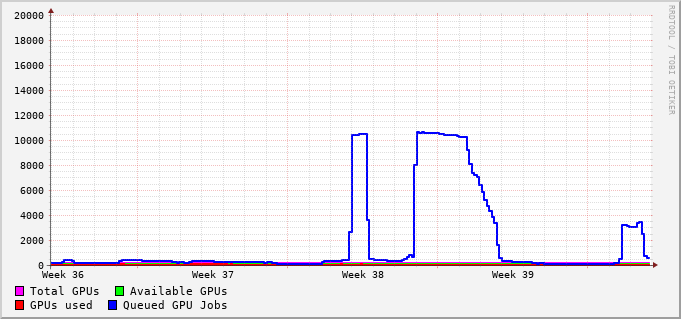 20000
18000
16000
14000
12000
10000
8000
6000
4000
2000
0
Week 36 Week 37 Week 38 Week 39
Total GPUs Available GPUs
GPUs used Queued GPU Jobs
RRDTOOL / TOBI OETIKER